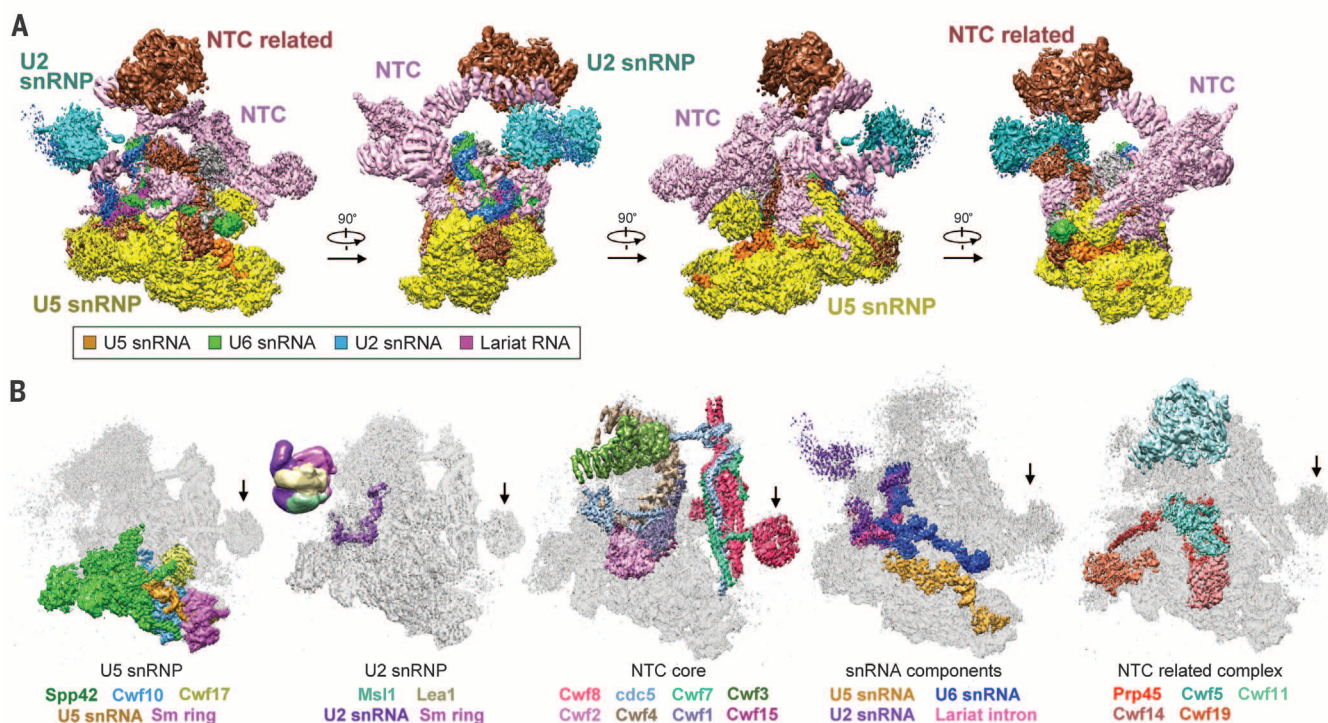 A
NTC related
U2
snRNP
NTC
U5 snRNP
NTC
U2 snRNP
NTC
U5 snRNP
NTC related
NTC
90°
90°
90°
U5 snRNA U6 snRNA U2 snRNA Lariat RNA
B
U5 snRNP
Spp42 Cwf10 Cwf17
U5 snRNA Sm ring
U2 snRNP
Msl1 Lea1
U2 snRNA Sm ring
NTC core
Cwf8 cdc5 Cwf7 Cwf3
Cwf2 Cwf4 Cwf1 Cwf15
snRNA components
U5 snRNA U6 snRNA
U2 snRNA Lariat intron
NTC related complex
Prp45 Cwf5 Cwf11
Cwf14 Cwf19